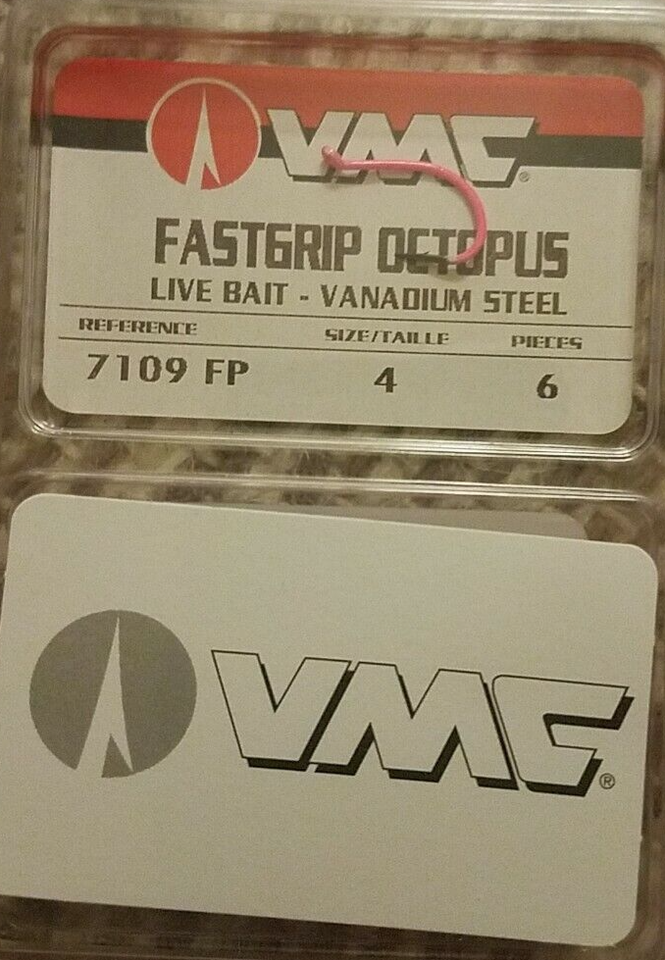 VMC®
FASTGRIP OCTOPUS
LIVE BAIT - VANADIUM STEEL
REFERENCE SIZE/TAILLE PIECES
7109 FP 4 6
VMC®